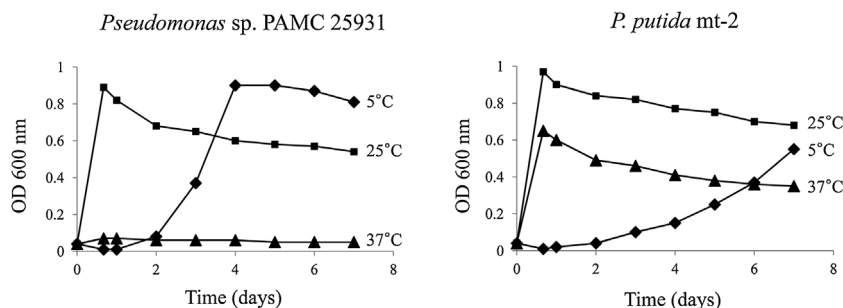 Pseudomonas sp. PAMC 25931
1
0.8
0.6
0.4
0.2
0
OD 600 nm
5°C
25°C
37°C
0
2
4
6
8
Time (days)
P. putida mt-2
1
0.8
0.6
0.4
0.2
0
OD 600 nm
25°C
5°C
37°C
0
2
4
6
8
Time (days)